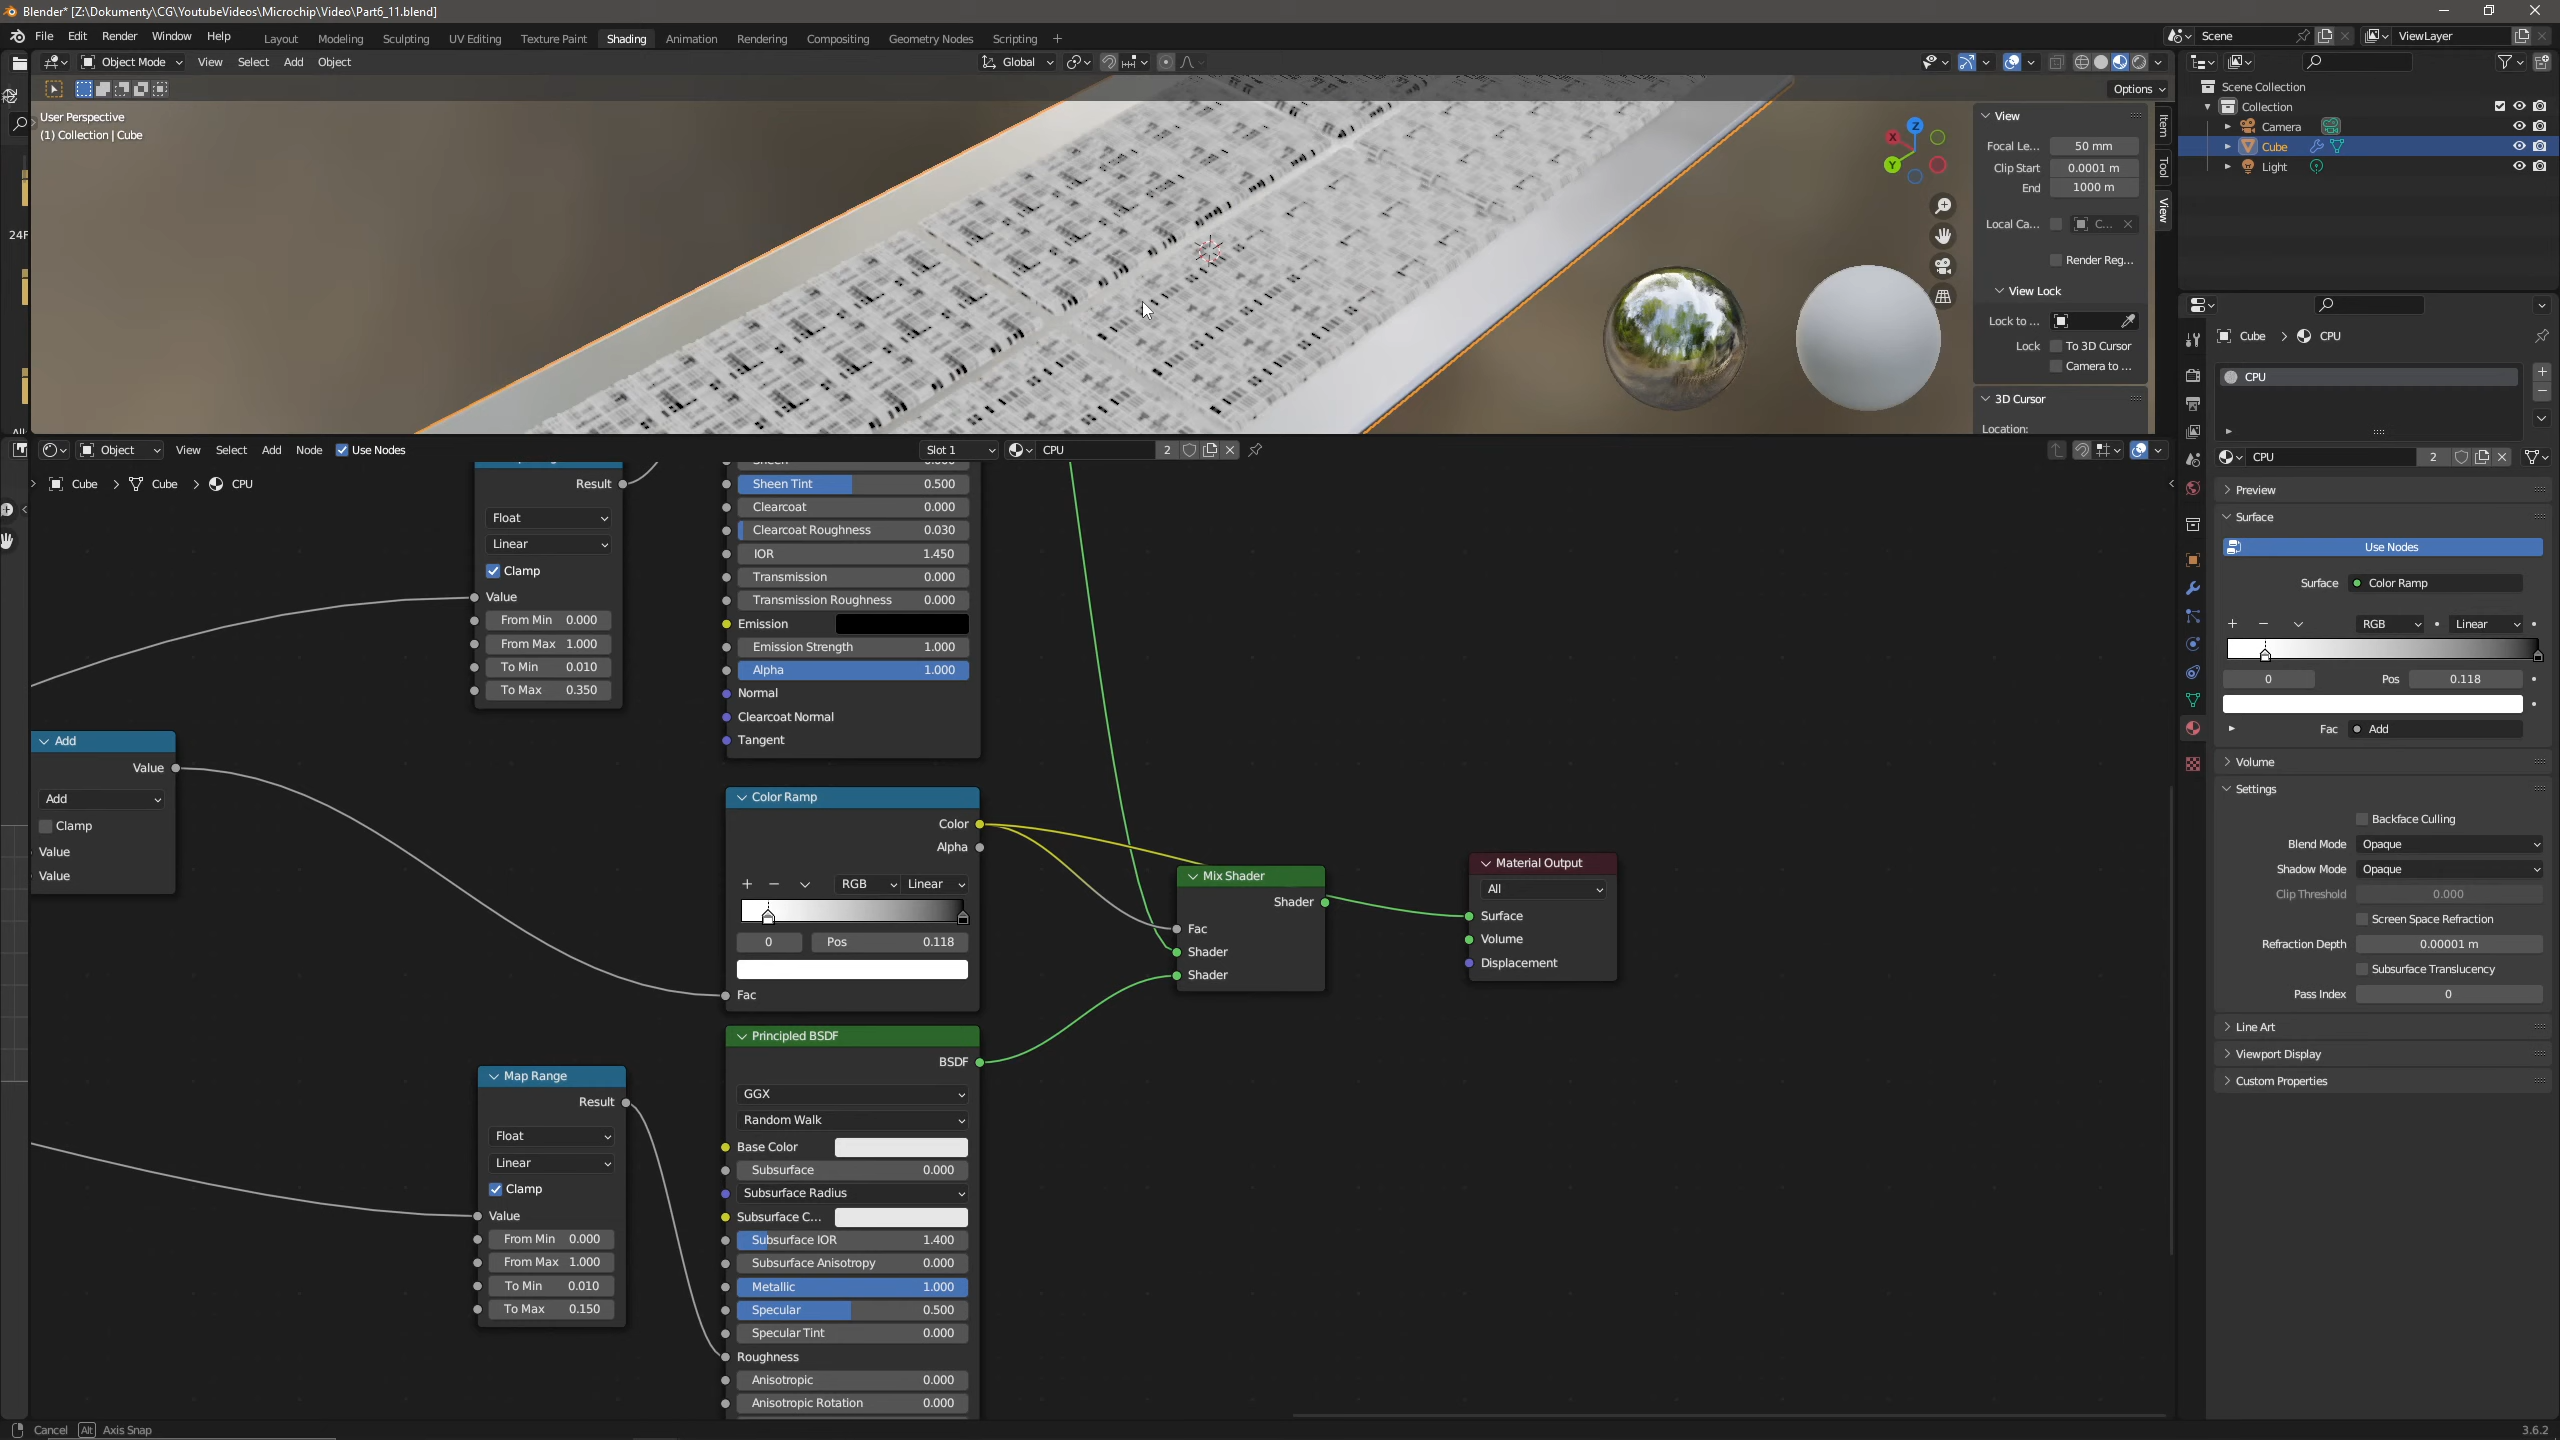 Blender* [Z:\Dokumenty\CG\YoutubeVideos\Microchip\Video\Part6_11.blend]
File Edit Render Window Help Layout Modeling Sculpting UV Editing Texture Paint Shading Animation Rendering Compositing Geometry Nodes Scripting Scene ViewLayer
Object Mode View Select Add Object Global
Options
User Perspective
(1) Collection | Cube
X
Y
Z
View
Focal Le... 50 mm
Clip Start 0.0001 m
End 1000 m
Local Ca... C...
Render Reg...
View Lock
Lock to ...
Lock To 3D Cursor
Camera to ...
3D Cursor
Location:
Item
Tool
View
24F
Scene Collection
Collection
Camera
Cube
Light
Cube > CPU
CPU
CPU 2
Preview
Surface
Use Nodes
Surface Color Ramp
RGB Linear
0 Pos 0.118
Fac Add
Volume
Settings
Backface Culling
Blend Mode Opaque
Shadow Mode Opaque
Clip Threshold 0.000
Screen Space Refraction
Refraction Depth 0.00001 m
Subsurface Translucency
Pass Index 0
Line Art
Viewport Display
Custom Properties
Object View Select Add Node Use Nodes Slot 1 CPU 2
Cube > Cube > CPU
Result
Float
Linear
Clamp
Value
From Min 0.000
From Max 1.000
To Min 0.010
To Max 0.350
Sheen Tint 0.500
Clearcoat 0.000
Clearcoat Roughness 0.030
IOR 1.450
Transmission 0.000
Transmission Roughness 0.000
Emission
Emission Strength 1.000
Alpha 1.000
Normal
Clearcoat Normal
Tangent
Add
Value
Add
Clamp
Value
Value
Color Ramp
Color
Alpha
RGB Linear
0 Pos 0.118
Fac
Mix Shader
Shader
Fac
Shader
Shader
Material Output
All
Surface
Volume
Displacement
Map Range
Result
Float
Linear
Clamp
Value
From Min 0.000
From Max 1.000
To Min 0.010
To Max 0.150
Principled BSDF
BSDF
GGX
Random Walk
Base Color
Subsurface 0.000
Subsurface Radius
Subsurface C...
Subsurface IOR 1.400
Subsurface Anisotropy 0.000
Metallic 1.000
Specular 0.500
Specular Tint 0.000
Roughness
Anisotropic 0.000
Anisotropic Rotation 0.000
Cancel Alt Axis Snap
3.6.2